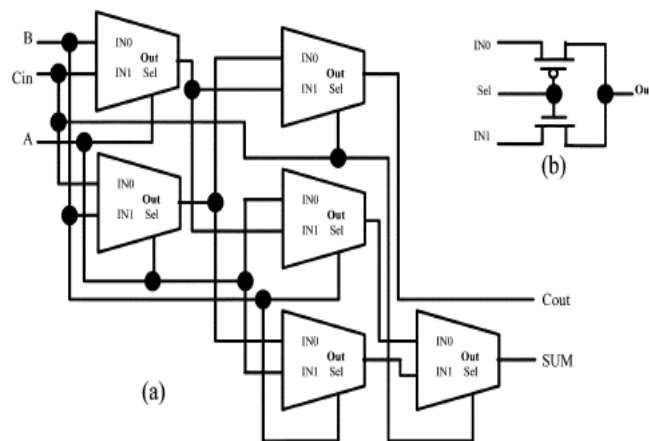 B
Cin
A
IN0
Out
IN1 Sel
IN0
Out
IN1 Sel
IN0
Out
IN1 Sel
IN0
Out
IN1 Sel
IN0
Out
IN1 Sel
IN0
Out
IN1 Sel
Cout
SUM
(a)
IN0
Sel
Ou
IN1
(b)